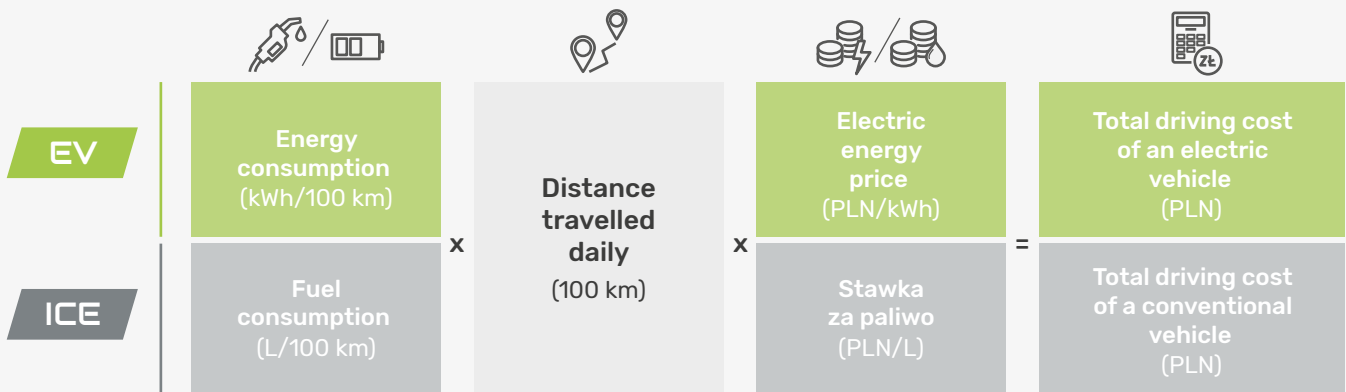 ZŁ
EV
Energy
consumption
(kWh/100 km)
Electric
energy
price
(PLN/kWh)
Total driving cost
of an electric
vehicle
(PLN)
x
Distance
travelled
daily
(100 km)
x
=
ICE
Fuel
consumption
(L/100 km)
Stawka
za paliwo
(PLN/L)
Total driving cost
of a conventional
vehicle
(PLN)